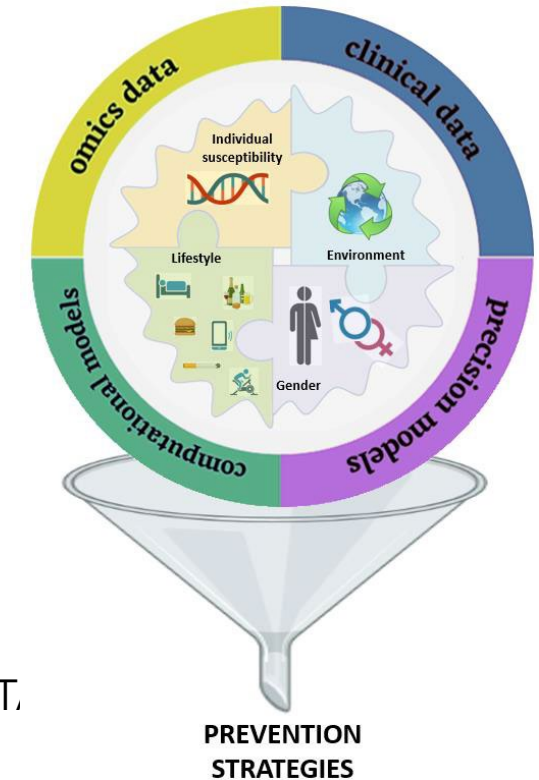 omics data
clinical data
Individual
susceptibility
Lifestyle
Environment
Gender
computational models
precision models
PREVENTION
STRATEGIES